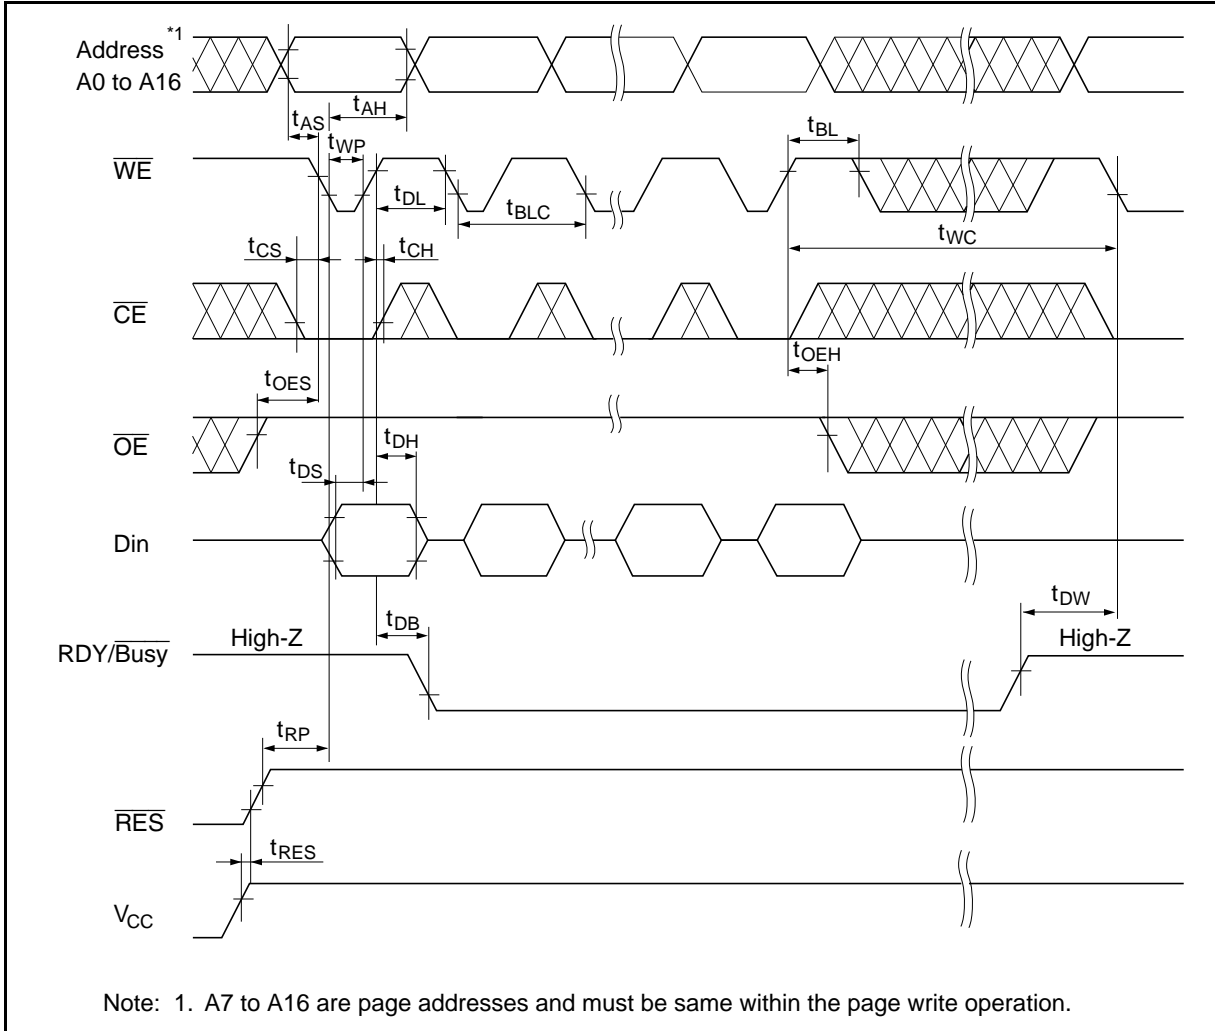 Address *1
A0 to A16
tAH
tAS
tWP
tBL
WE
tDL
tBLC
tWC
tCS
tCH
CE
tOEH
tOES
OE
tDH
tDS
Din
tDW
tDB
High-Z
High-Z
RDY/Busy
tRP
RES
tRES
VCC
Note: 1. A7 to A16 are page addresses and must be same within the page write operation.